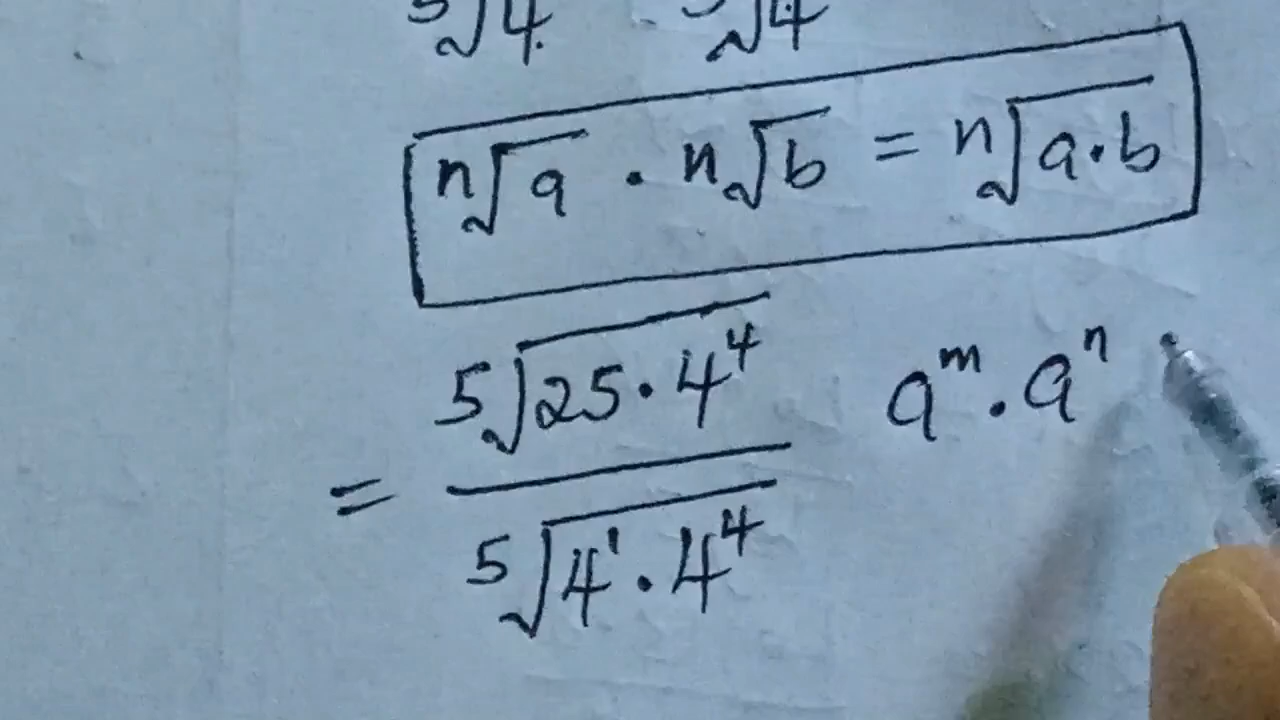 ⁵√4 ⁵√4
ⁿ√a · ⁿ√b = ⁿ√a·b
= ⁵√25·4⁴ / ⁵√4¹·4⁴
aᵐ·aⁿ